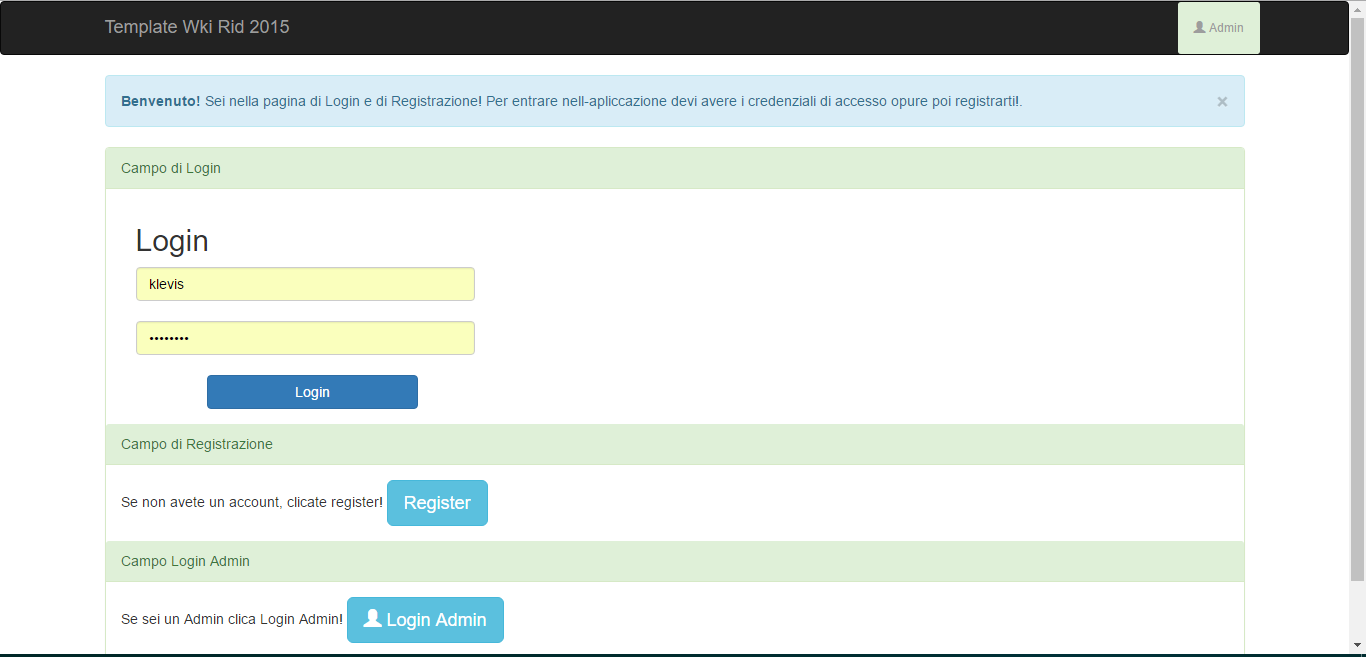 Template Wki Rid 2015
Admin
Benvenuto! Sei nella pagina di Login e di Registrazione! Per entrare nell-apliccazione devi avere i credenziali di accesso opure poi registrarti!.
×
Campo di Login
Login
klevis
••••••••
Login
Campo di Registrazione
Se non avete un account, clicate register! Register
Campo Login Admin
Se sei un Admin clica Login Admin! Login Admin